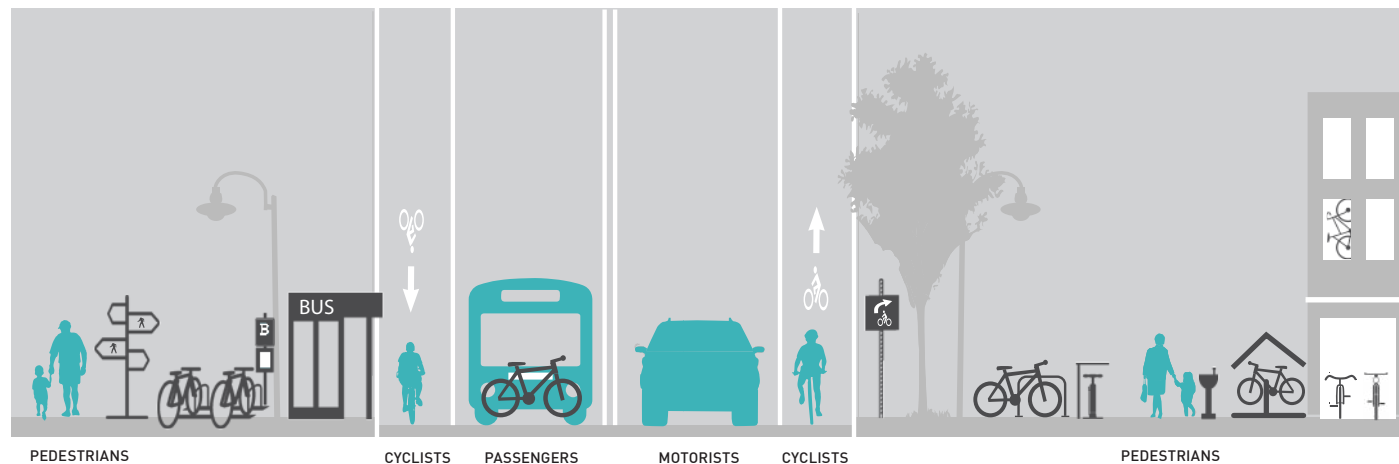 BUS
B
PEDESTRIANS
CYCLISTS
PASSENGERS
MOTORISTS
CYCLISTS
PEDESTRIANS